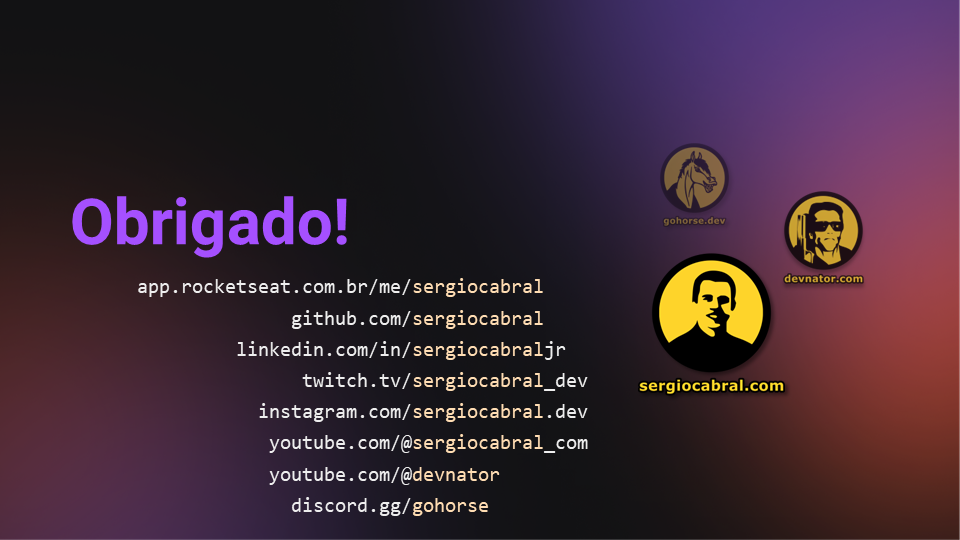 Obrigado!
app.rocketseat.com.br/me/sergiocabral
github.com/sergiocabral
linkedin.com/in/sergiocabraljr
twitch.tv/sergiocabral_dev
instagram.com/sergiocabral.dev
youtube.com/@sergiocabral_com
youtube.com/@devnator
discord.gg/gohorse
gohorse.dev
devnator.com
sergiocabral.com